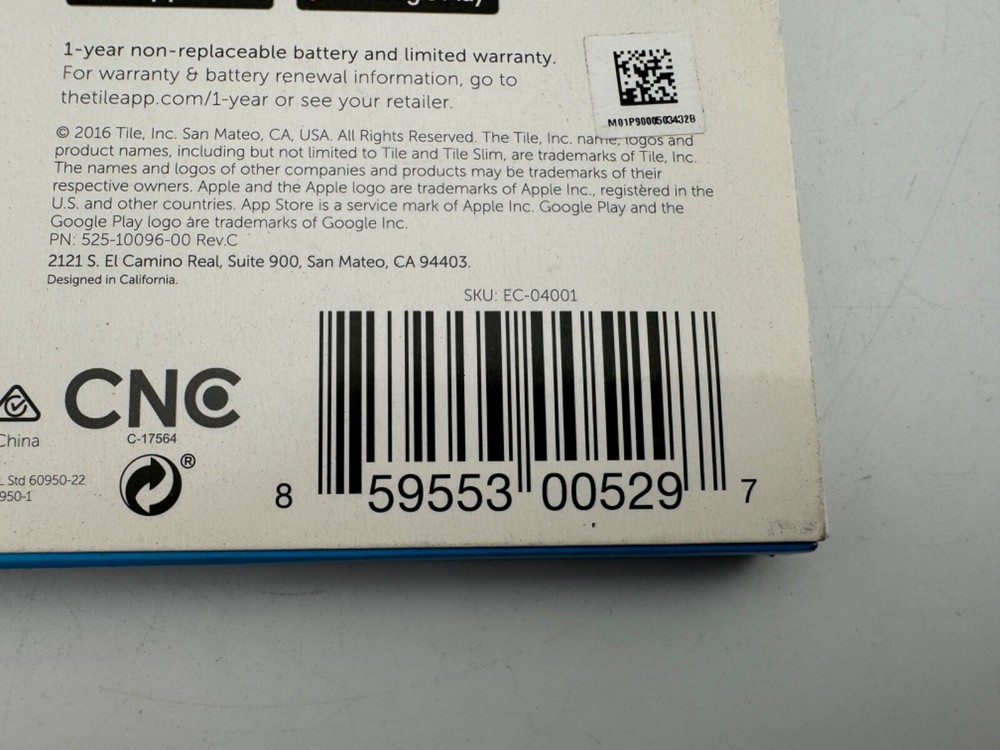 1-year non-replaceable battery and limited warranty.
For warranty & battery renewal information, go to
thetileapp.com/1-year or see your retailer.
M01P90005034328
© 2016 Tile, Inc. San Mateo, CA, USA. All Rights Reserved. The Tile, Inc. name, logos and
product names, including but not limited to Tile and Tile Slim, are trademarks of Tile, Inc.
The names and logos of other companies and products may be trademarks of their
respective owners. Apple and the Apple logo are trademarks of Apple Inc., registered in the
U.S. and other countries. App Store is a service mark of Apple Inc. Google Play and the
Google Play logo are trademarks of Google Inc.
PN: 525-10096-00 Rev.C
2121 S. El Camino Real, Suite 900, San Mateo, CA 94403.
Designed in California.
SKU: EC-04001
CNC
C-17564
China
L Std 60950-22
950-1
®
8 59553 00529 7